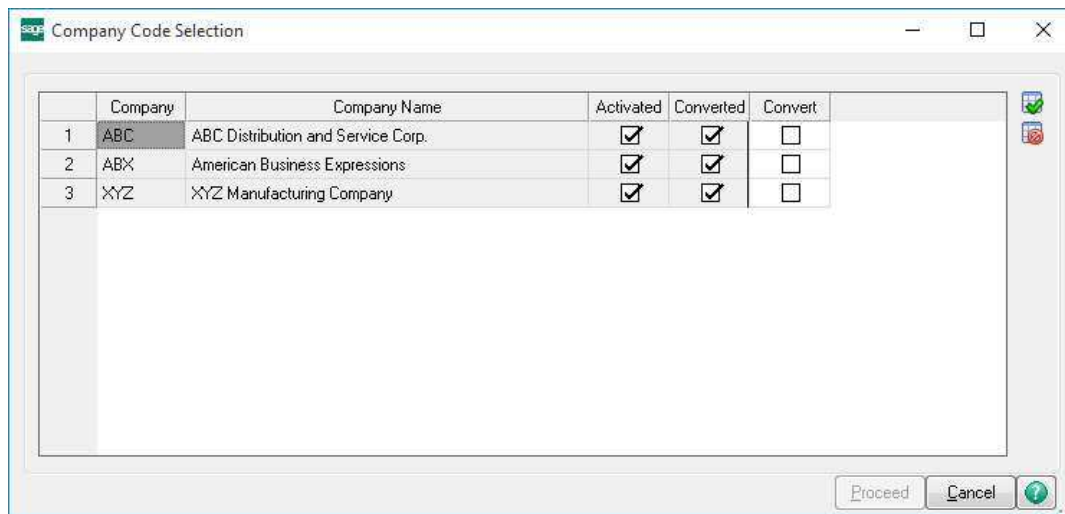 sage Company Code Selection
Company Company Name Activated Converted Convert
1 ABC ABC Distribution and Service Corp.
2 ABX American Business Expressions
3 XYZ XYZ Manufacturing Company
Proceed Cancel ?